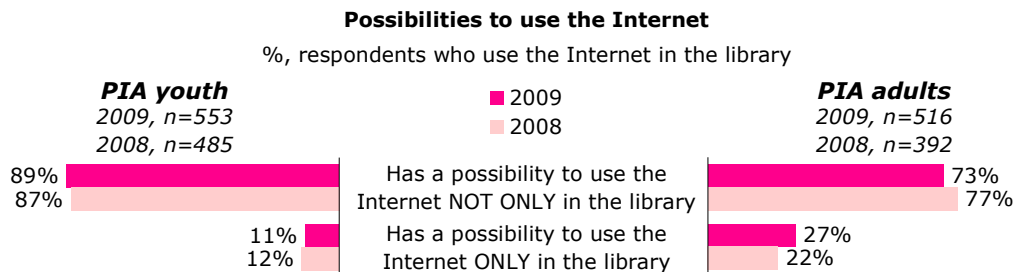 Possibilities to use the Internet
%, respondents who use the Internet in the library
PIA youth
2009, n=553
2008, n=485
2009
2008
PIA adults
2009, n=516
2008, n=392
89%
87%
Has a possibility to use the
Internet NOT ONLY in the library
73%
77%
11%
12%
Has a possibility to use the
Internet ONLY in the library
27%
22%